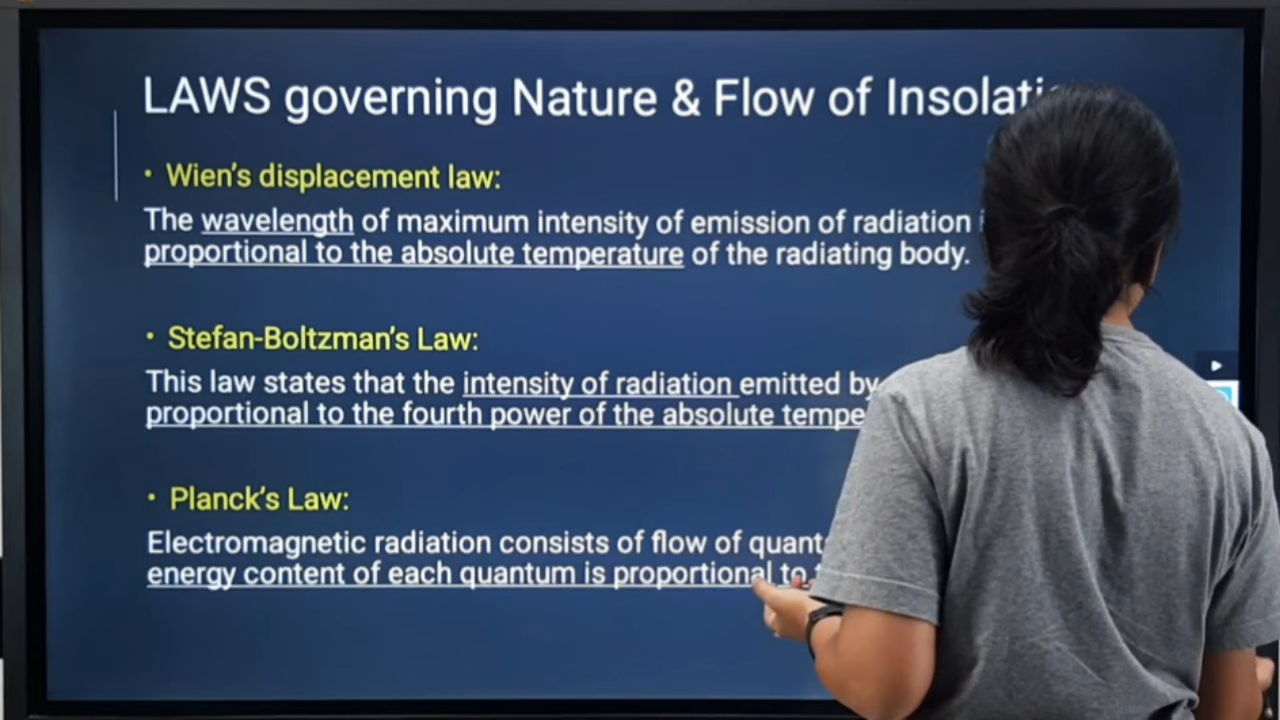 LAWS governing Nature & Flow of
• Wien's displacement law:
The wavelength of maximum intensity of emission of radiation
proportional to the absolute temperature of the radiating body.
• Stefan-Boltzman's Law:
This law states that the intensity of radiation emitted by
proportional to the fourth power of the absolute
• Planck's Law:
Electromagnetic radiation consists of flow of
energy content of each quantum is proportional to